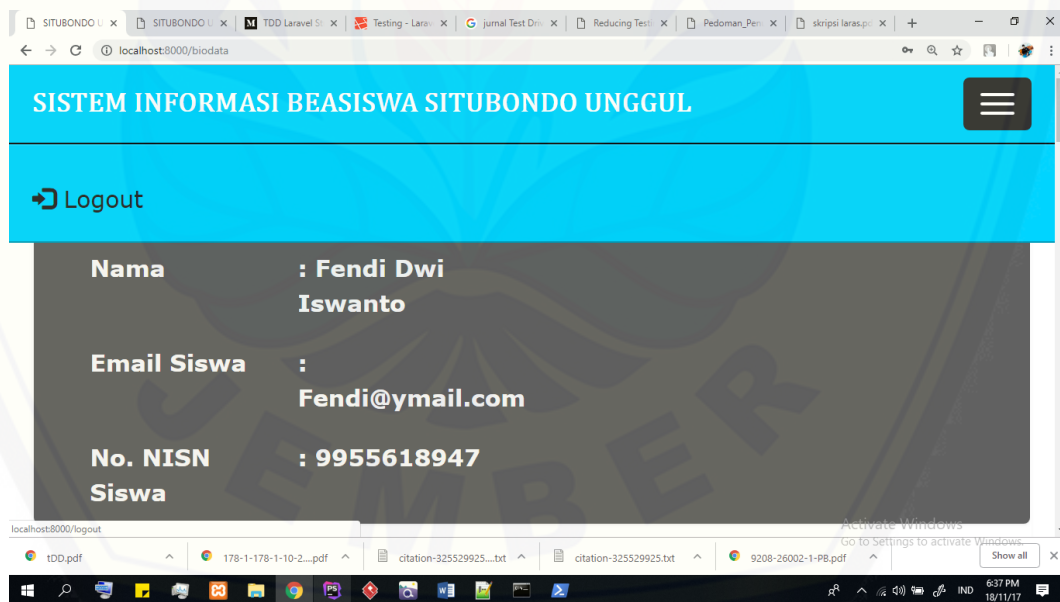 SITUBONDO U
SITUBONDO U
TDD Laravel St
Testing - Larav
jurnal Test Driv
Reducing Testi
Pedoman_Pen
skripsi laras.pd
localhost:8000/biodata
SISTEM INFORMASI BEASISWA SITUBONDO UNGGUL
Logout
Nama : Fendi Dwi
Iswanto
Email Siswa :
Fendi@ymail.com
No. NISN : 9955618947
Siswa
JEMBER
localhost:8000/logout
Activate Windows
Go to Settings to activate Windows.
tDD.pdf
178-1-178-1-10-2....pdf
citation-325529925....txt
citation-325529925.txt
9208-26002-1-PB.pdf
Show all
IND
6:37 PM
18/11/17